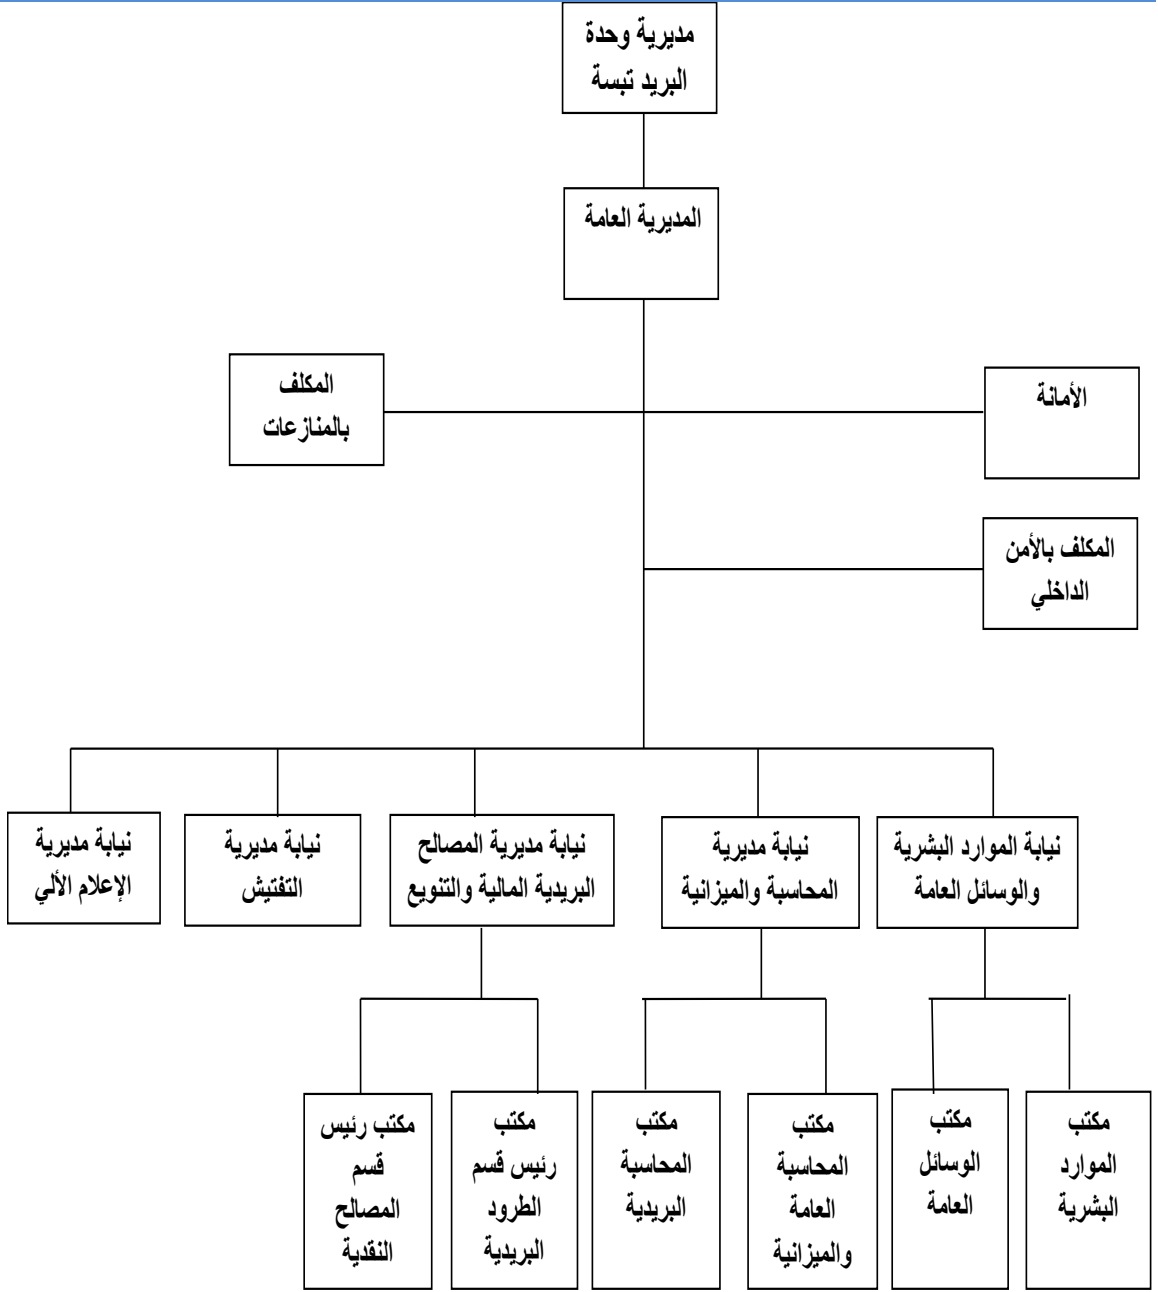 مديرية وحدة
البريد تبسة
المديرية العامة
الأمانة
المكلف
بالمنازعات
المكلف بالأمن
الداخلي
نيابة الموارد البشرية
والوسائل العامة
نيابة مديرية
المحاسبة والميزانية
نيابة مديرية المصالح
البريدية المالية والتنويع
نيابة مديرية
التفتيش
نيابة مديرية
الإعلام الألي
مكتب
الموارد
البشرية
مكتب
الوسائل
العامة
مكتب
المحاسبة
العامة
والميزانية
مكتب
المحاسبة
البريدية
مكتب
رئيس قسم
الطرود
البريدية
مكتب رئيس
قسم
المصالح
النقدية